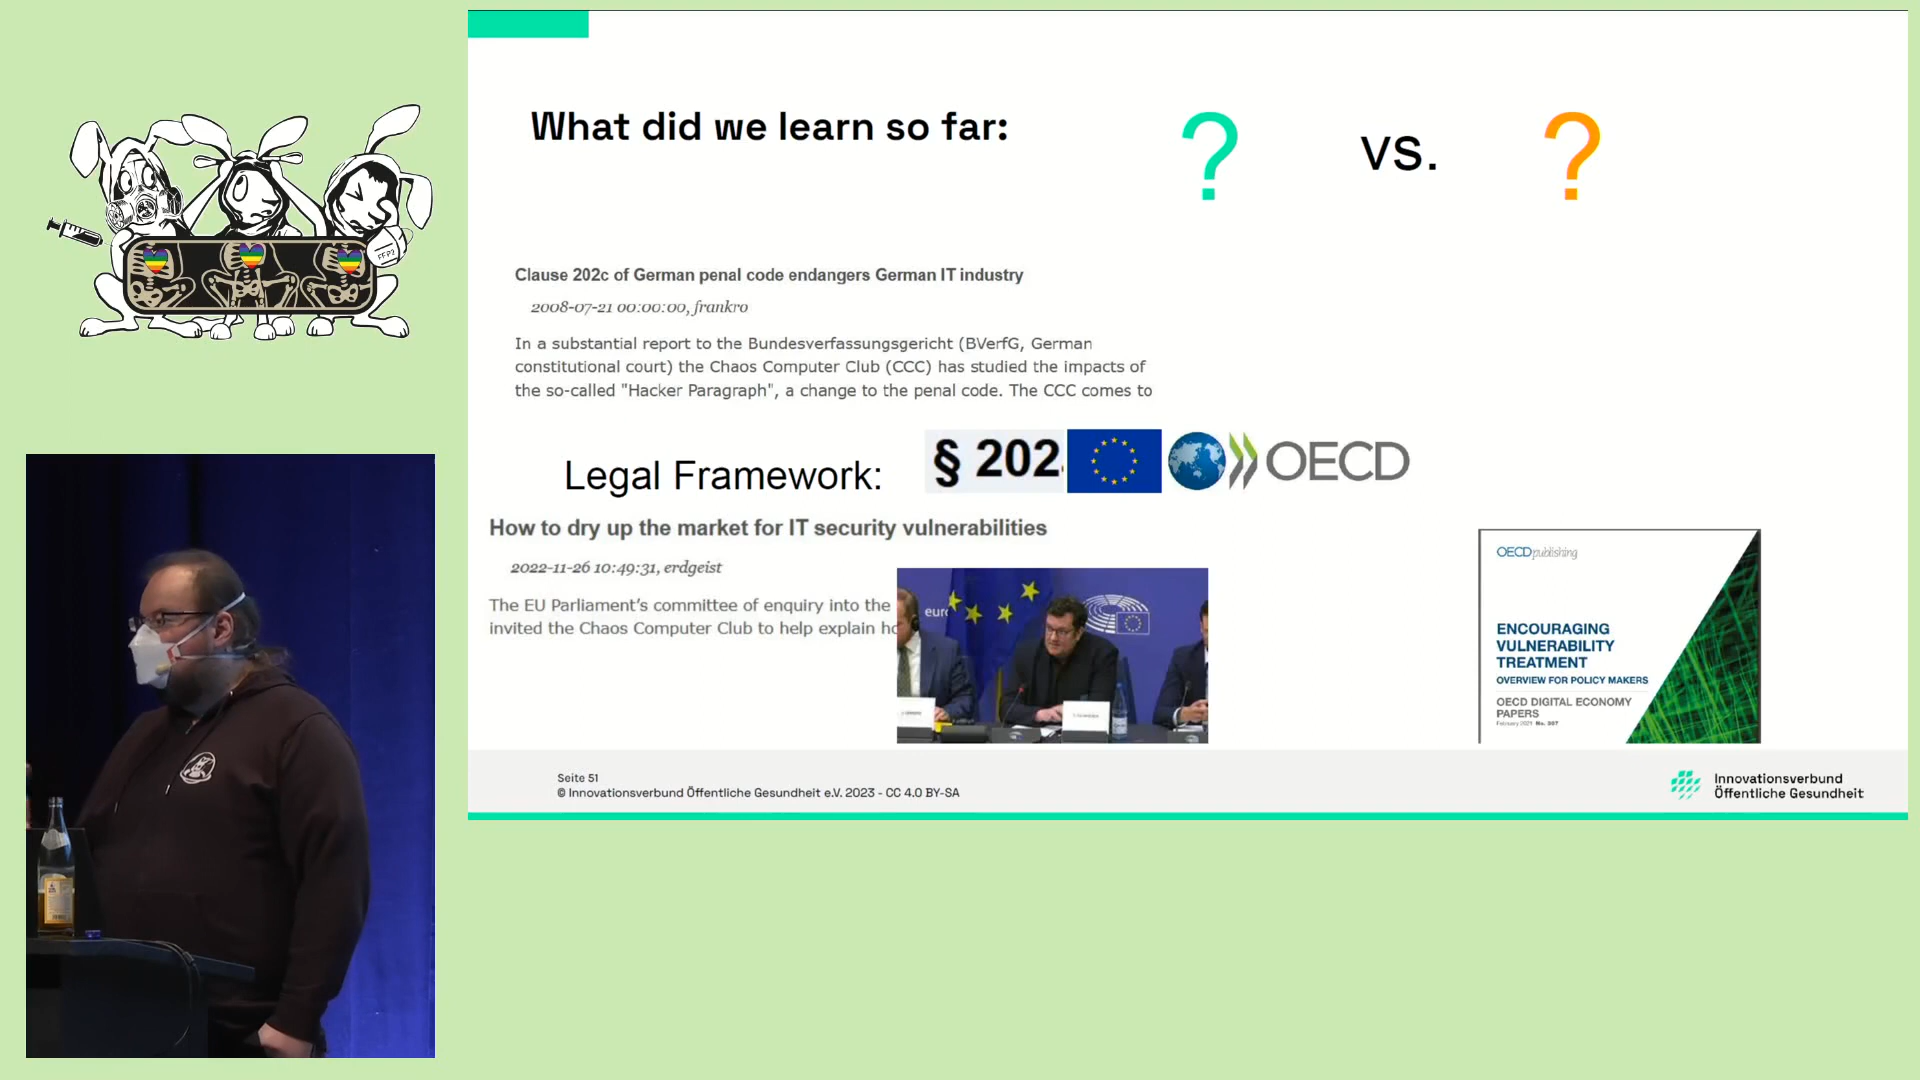 FFP2
What did we learn so far:
? vs. ?
Clause 202c of German penal code endangers German IT industry
2008-07-21 00:00:00, frankro
In a substantial report to the Bundesverfassungsgericht (BVerfG, German
constitutional court) the Chaos Computer Club (CCC) has studied the impacts of
the so-called "Hacker Paragraph", a change to the penal code. The CCC comes to
Legal Framework:
§ 202
OECD
How to dry up the market for IT security vulnerabilities
2022-11-26 10:49:31, erdgeist
The EU Parliament's committee of enquiry into the
invited the Chaos Computer Club to help explain ho
euro
OECDpublishing
ENCOURAGING
VULNERABILITY
TREATMENT
OVERVIEW FOR POLICY MAKERS
OECD DIGITAL ECONOMY
PAPERS
February 2021 No. 307
Seite 51
© Innovationsverbund Öffentliche Gesundheit e.V. 2023 - CC 4.0 BY-SA
Innovationsverbund
Öffentliche Gesundheit